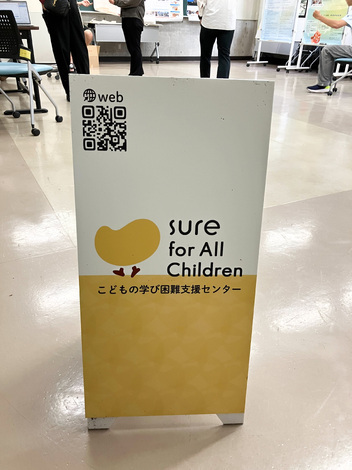 web
sure
for All
Children
こどもの学び困難支援センター